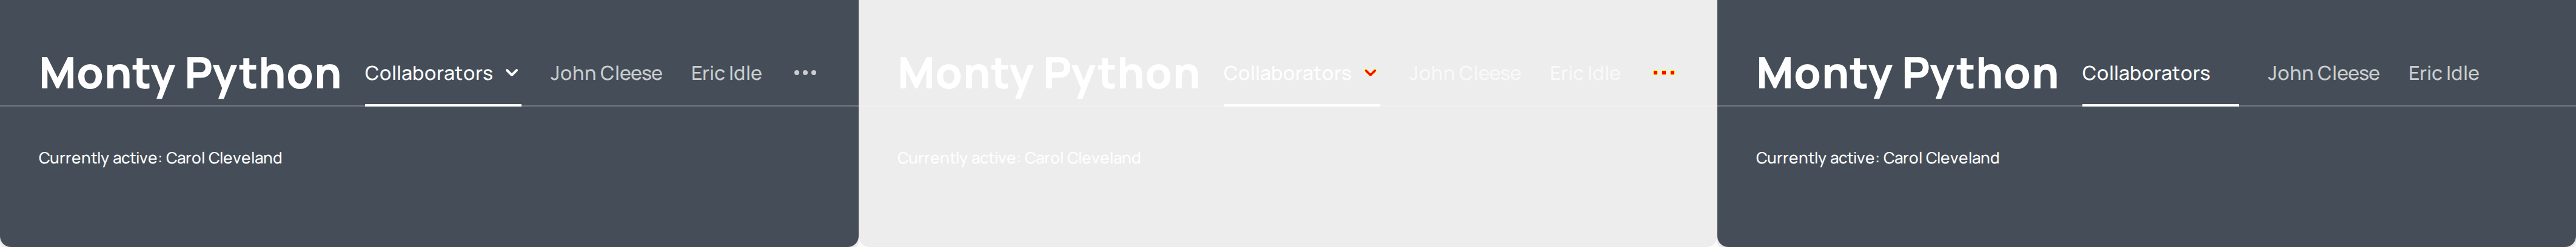 Monty Python Collaborators John Cleese Eric Idle
Currently active: Carol Cleveland
Monty Python Collaborators John Cleese Eric Idle
Currently active: Carol Cleveland
Monty Python Collaborators John Cleese Eric Idle
Currently active: Carol Cleveland